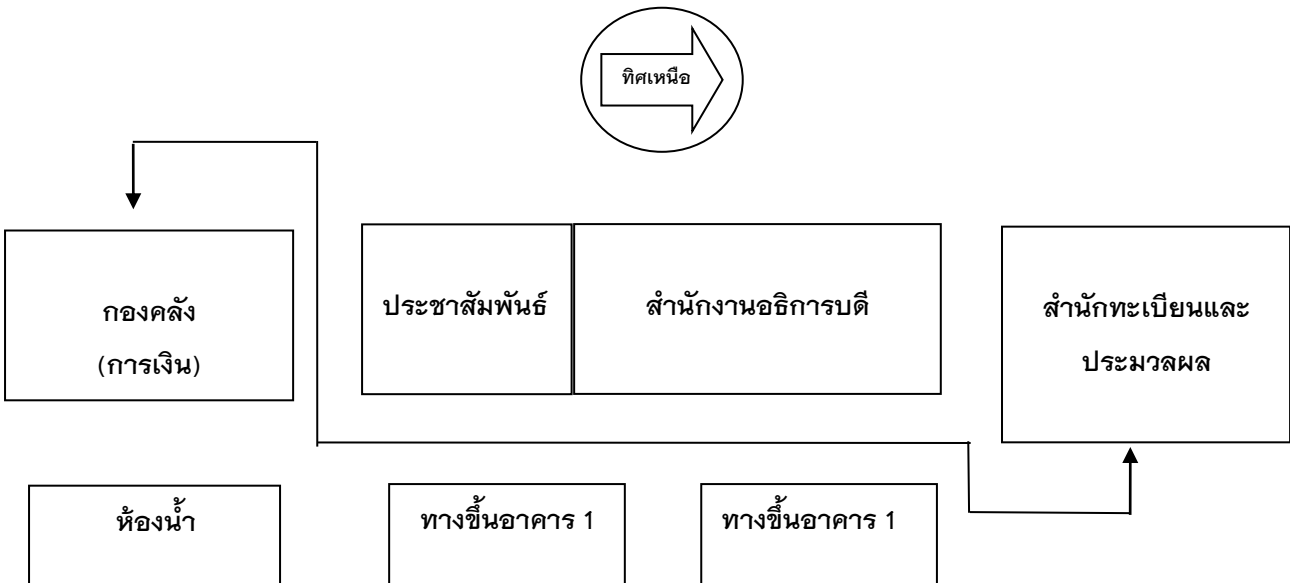 ทิศเหนือ
กองคลัง
(การเงิน)
ประชาสัมพันธ์
สำนักงานอธิการบดี
สำนักทะเบียนและ
ประมวลผล
ห้องน้ำ
ทางขึ้นอาคาร 1
ทางขึ้นอาคาร 1